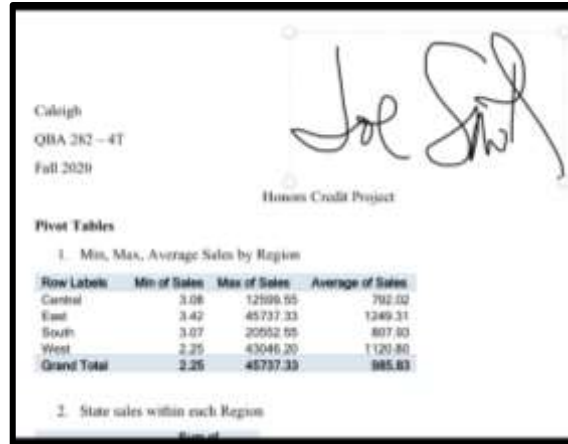 Joe Smith
Caleigh
QBA 282 – 4T
Fall 2020
Honors Credit Project
Pivot Tables
1. Min, Max, Average Sales by Region
Row Labels Min of Sales Max of Sales Average of Sales
Central 3.08 12599.55 792.02
East 3.42 45737.33 1249.31
South 3.07 20552.55 807.93
West 2.25 43046.20 1120.80
Grand Total 2.25 45737.33 985.83
2. State sales within each Region
Sum of